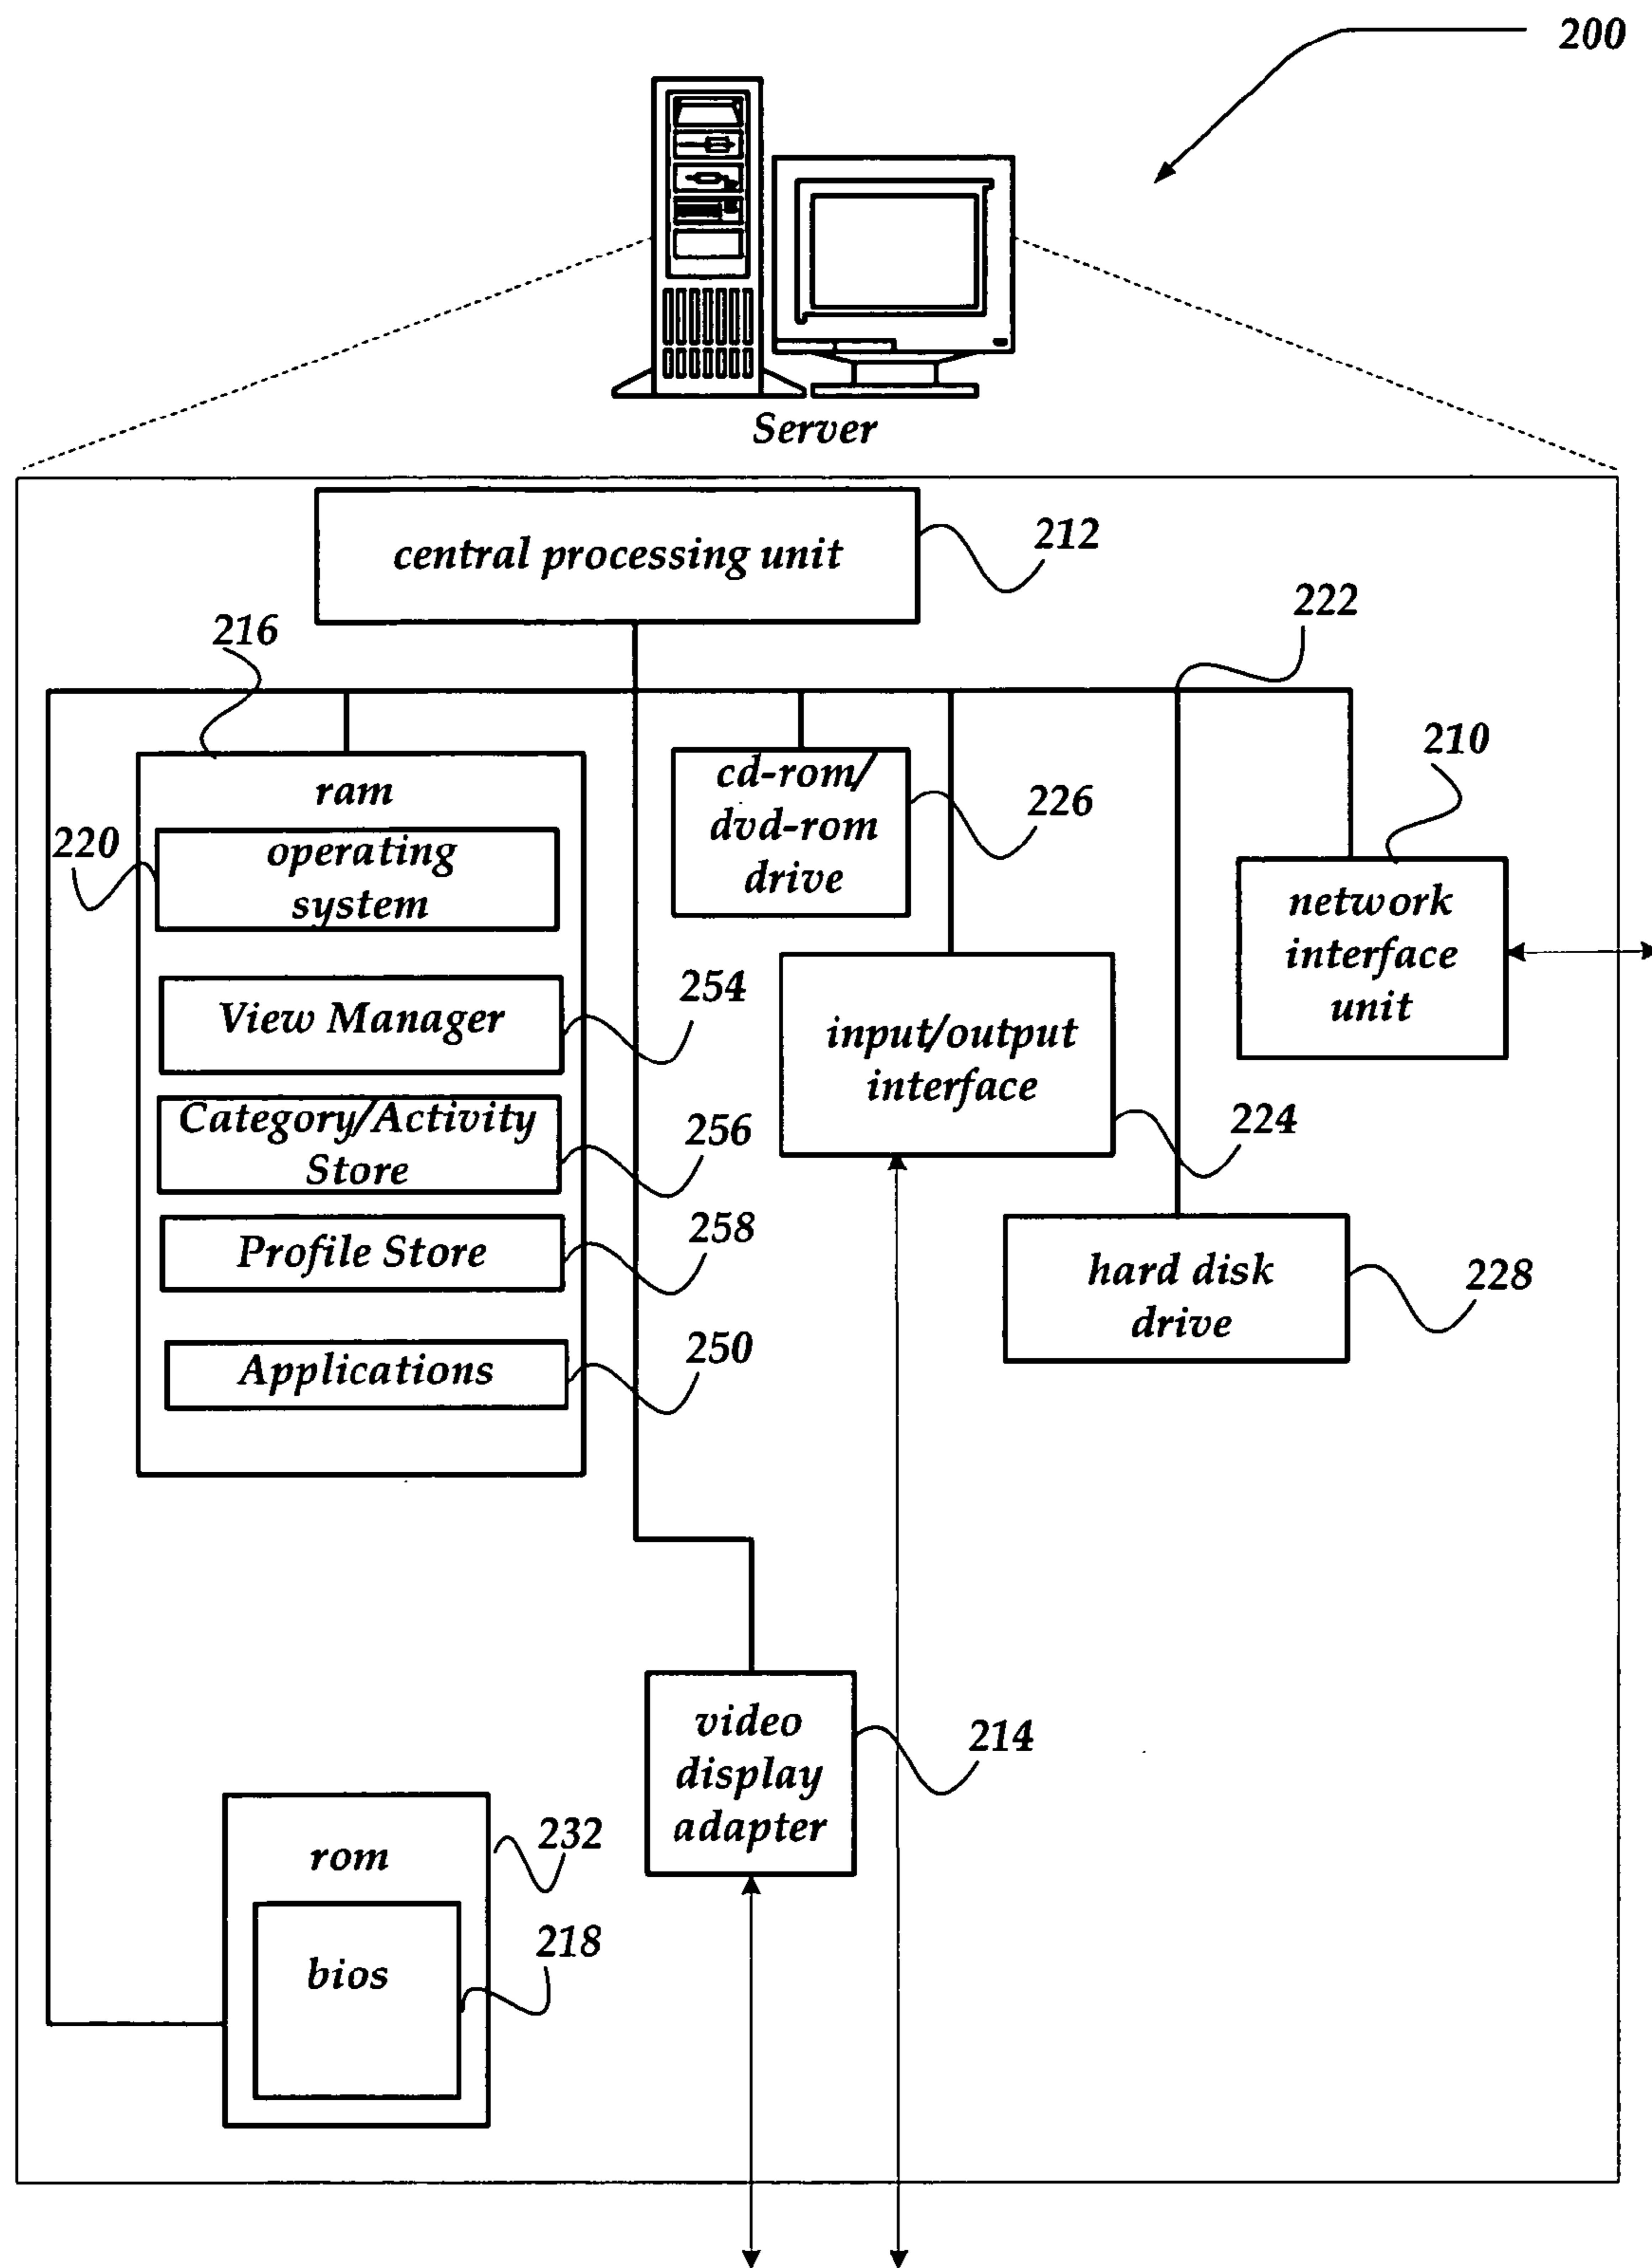 200
Server
central processing unit
212
222
216
210
ram
cd-rom/
dvd-rom
drive
226
220
operating
system
network
interface
unit
View Manager
254
input/output
interface
Category/Activity
Store
256
224
Profile Store
258
hard disk
drive
228
Applications
250
video
display
adapter
214
rom
232
bios
218